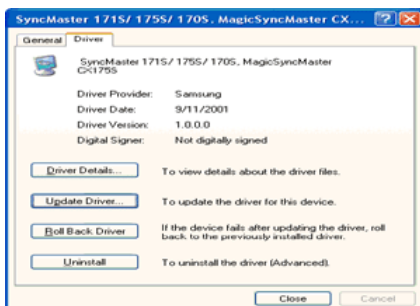 SyncMaster 171S/ 175S/ 170S, MagicSyncMaster CX...
General
Driver
SyncMaster 171S/ 175S/ 170S, MagicSyncMaster
CX175S
Driver Provider: Samsung
Driver Date: 9/11/2001
Driver Version: 1.0.0.0
Digital Signer: Not digitally signed
Driver Details... To view details about the driver files.
Update Driver... To update the driver for this device.
Roll Back Driver If the device fails after updating the driver, roll
back to the previously installed driver.
Uninstall To uninstall the driver (Advanced).
Close Cancel